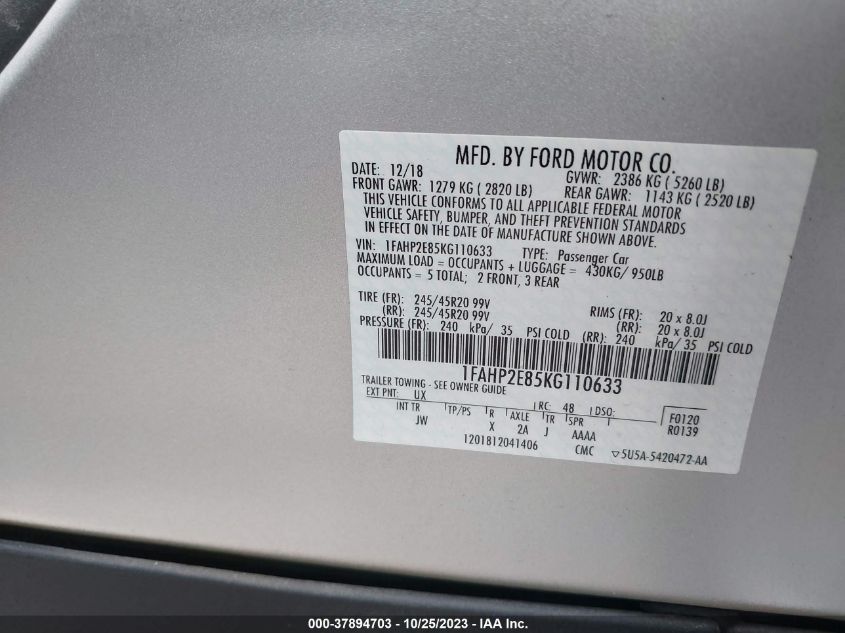 MFD. BY FORD MOTOR CO.
DATE: 12/18 GVWR: 2386 KG ( 5260 LB)
FRONT GAWR: 1279 KG ( 2820 LB) REAR GAWR: 1143 KG ( 2520 LB)
THIS VEHICLE CONFORMS TO ALL APPLICABLE FEDERAL MOTOR
VEHICLE SAFETY, BUMPER, AND THEFT PREVENTION STANDARDS
IN EFFECT ON THE DATE OF MANUFACTURE SHOWN ABOVE.
VIN: 1FAHP2E85KG110633 TYPE: Passenger Car
MAXIMUM LOAD = OCCUPANTS + LUGGAGE = 430KG/ 950LB
OCCUPANTS = 5 TOTAL; 2 FRONT, 3 REAR
TIRE (FR): 245/45R20 99V RIMS (FR): 20 x 8.0J
(RR): 245/45R20 99V (RR): 20 x 8.0J
PRESSURE (FR): 240 kPa/ 35 PSI COLD (RR): 240 kPa/ 35 PSI COLD
1FAHP2E85KG110633
TRAILER TOWING - SEE OWNER GUIDE
EXT PNT: UX RC: 48 DSO: F0120
INT TR TP/PS R AXLE TR SPR R0139
JW X 2A J AAAA
1201812041406 CMC ▽5U5A-5420472-AA
000-37894703 - 10/25/2023 - Copyright © IAA, Inc.